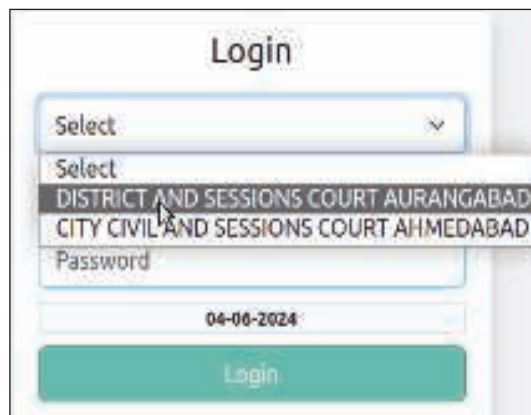 Login
Select
Select
DISTRICT AND SESSIONS COURT AURANGABAD
CITY CIVIL AND SESSIONS COURT AHMEDABAD
Password
04-06-2024
Login